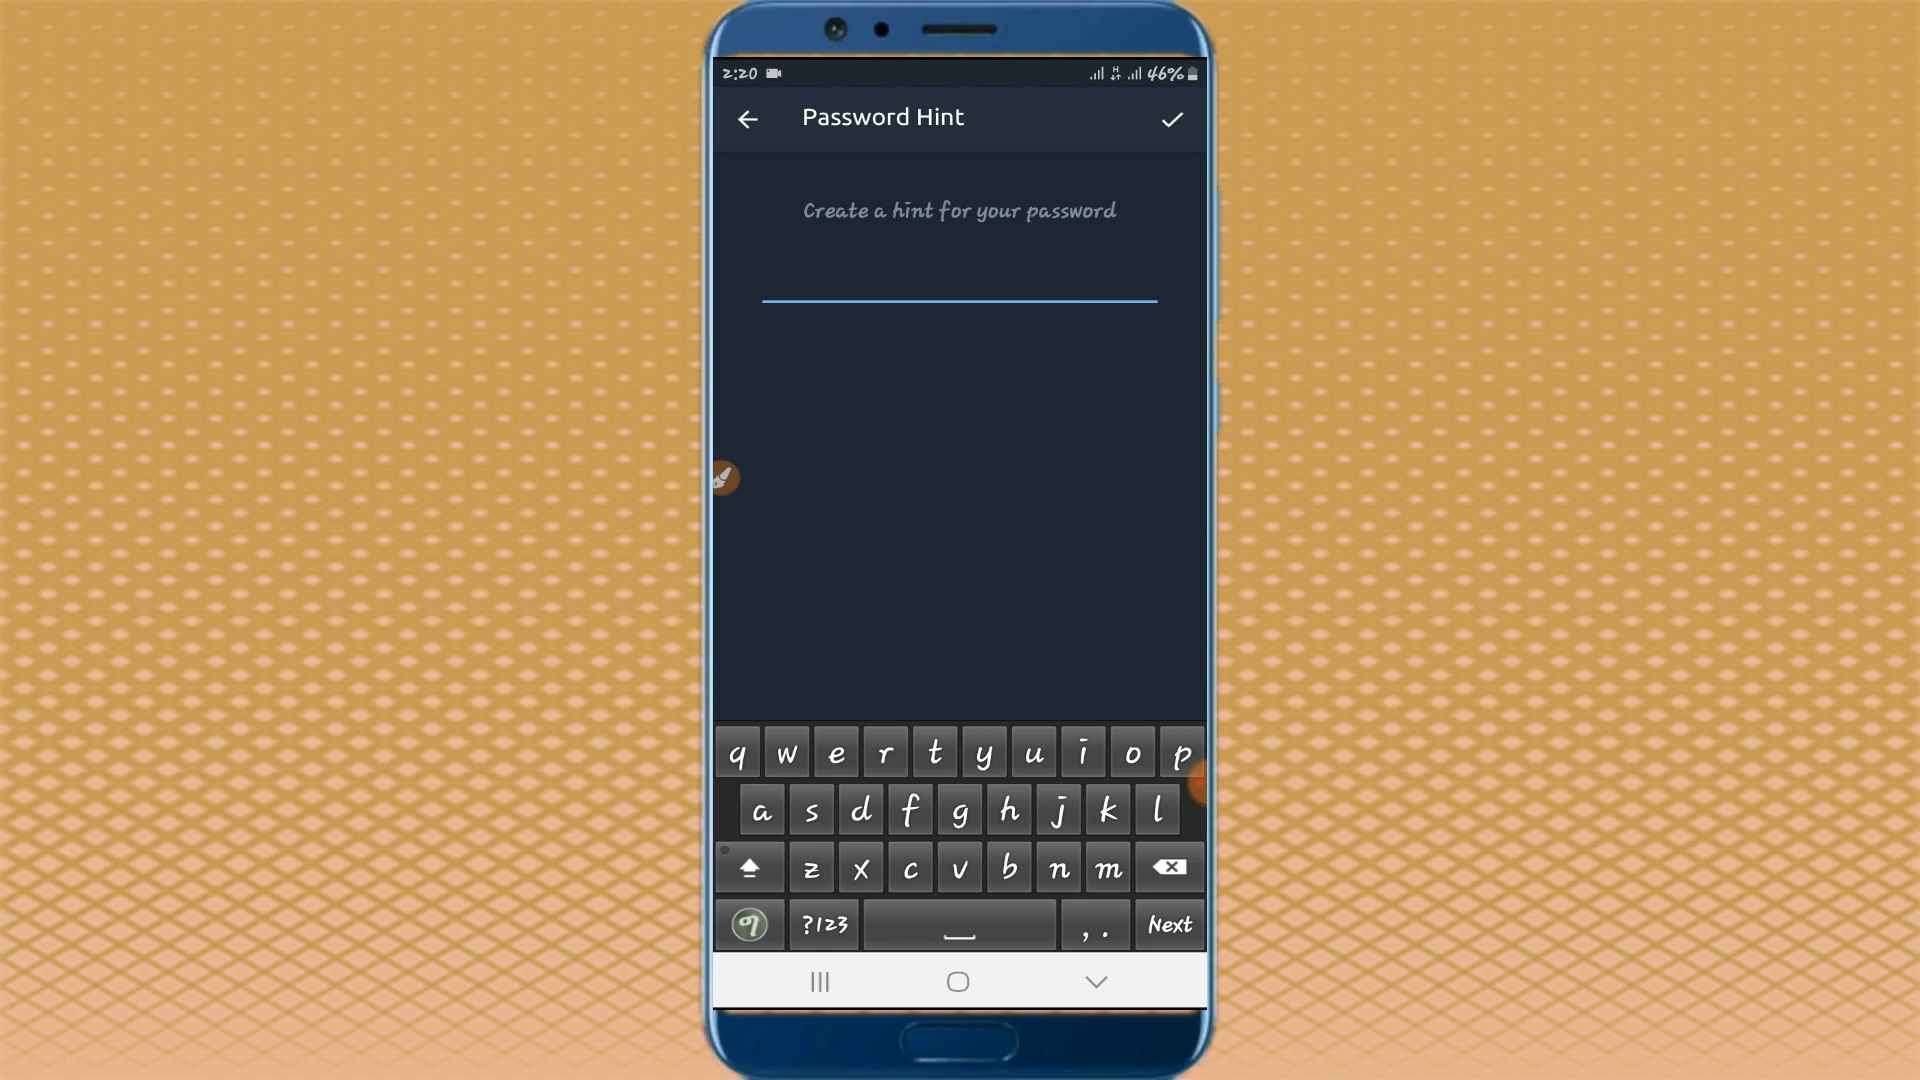 2:20 46%
Password Hint
Create a hint for your password
q w e r t y u i o p
a s d f g h j k l
z x c v b n m
?123 , . Next